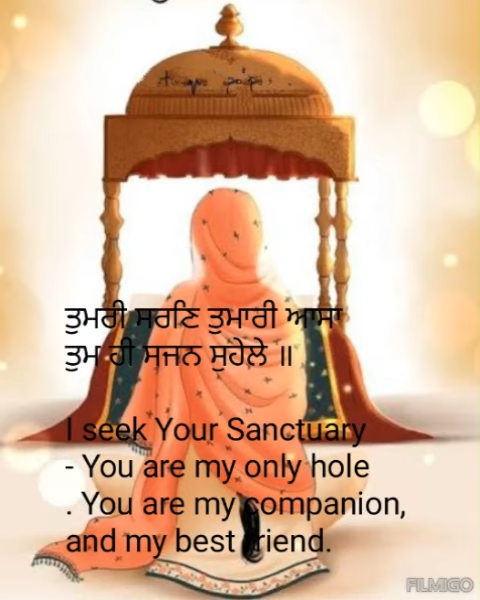 ਤੁਮਰੀ ਸਰਣਿ ਤੁਮਾਰੀ ਆਸਾ
ਤੁਮ ਹੀ ਸਜਨ ਸੁਹੇਲੇ ॥
I seek Your Sanctuary
- You are my only hole
. You are my companion,
and my best friend.
FILMIGO